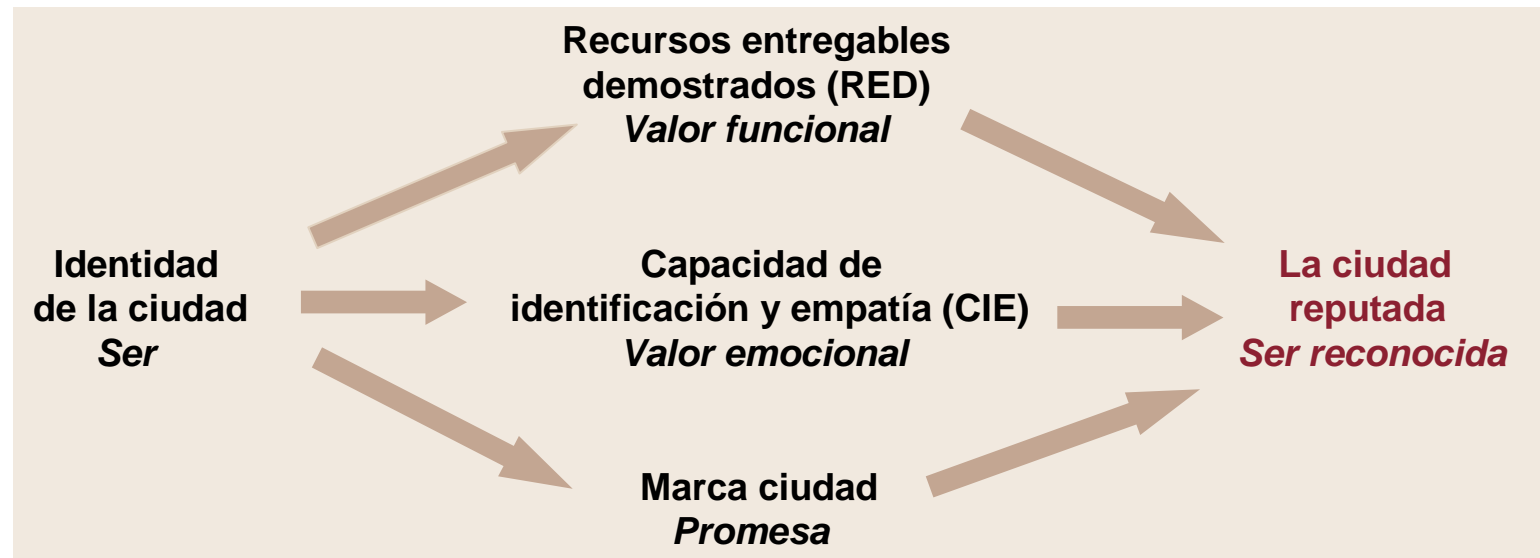 Recursos entregables
demostrados (RED)
Valor funcional
Identidad
de la ciudad
Ser
Capacidad de
identificación y empatía (CIE)
Valor emocional
La ciudad
reputada
Ser reconocida
Marca ciudad
Promesa